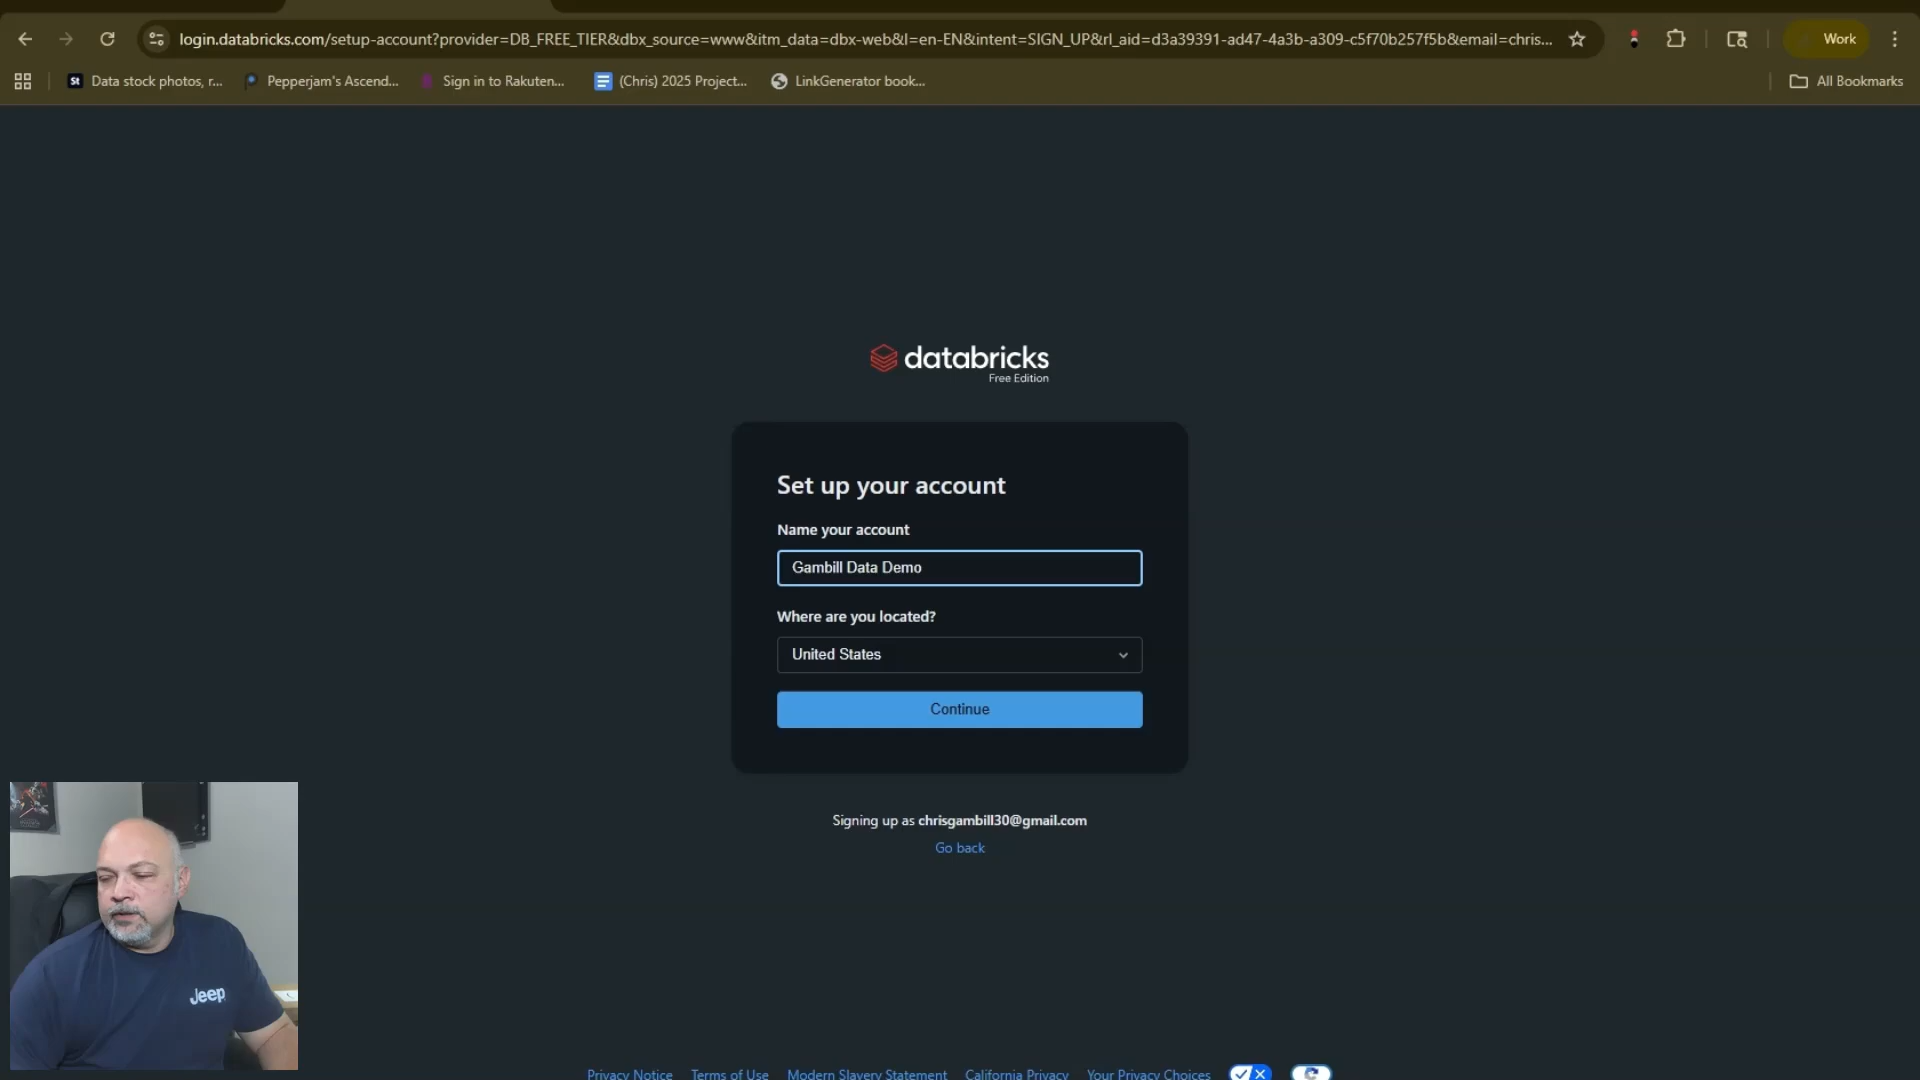 login.databricks.com/setup-account?provider=DB_FREE_TIER&dbx_source=www&itm_data=dbx-web&l=en-EN&intent=SIGN_UP&rl_aid=d3a39391-ad47-4a3b-a309-c5f70b257f5b&email=chris...
Work
St Data stock photos, r...
Pepperjam's Ascend...
Sign in to Rakuten...
(Chris) 2025 Project...
LinkGenerator book...
All Bookmarks
databricks
Free Edition
Set up your account
Name your account
Gambill Data Demo
Where are you located?
United States
Continue
Signing up as chrisgambill30@gmail.com
Go back
Jeep
Privacy Notice Terms of Use Modern Slavery Statement California Privacy Your Privacy Choices